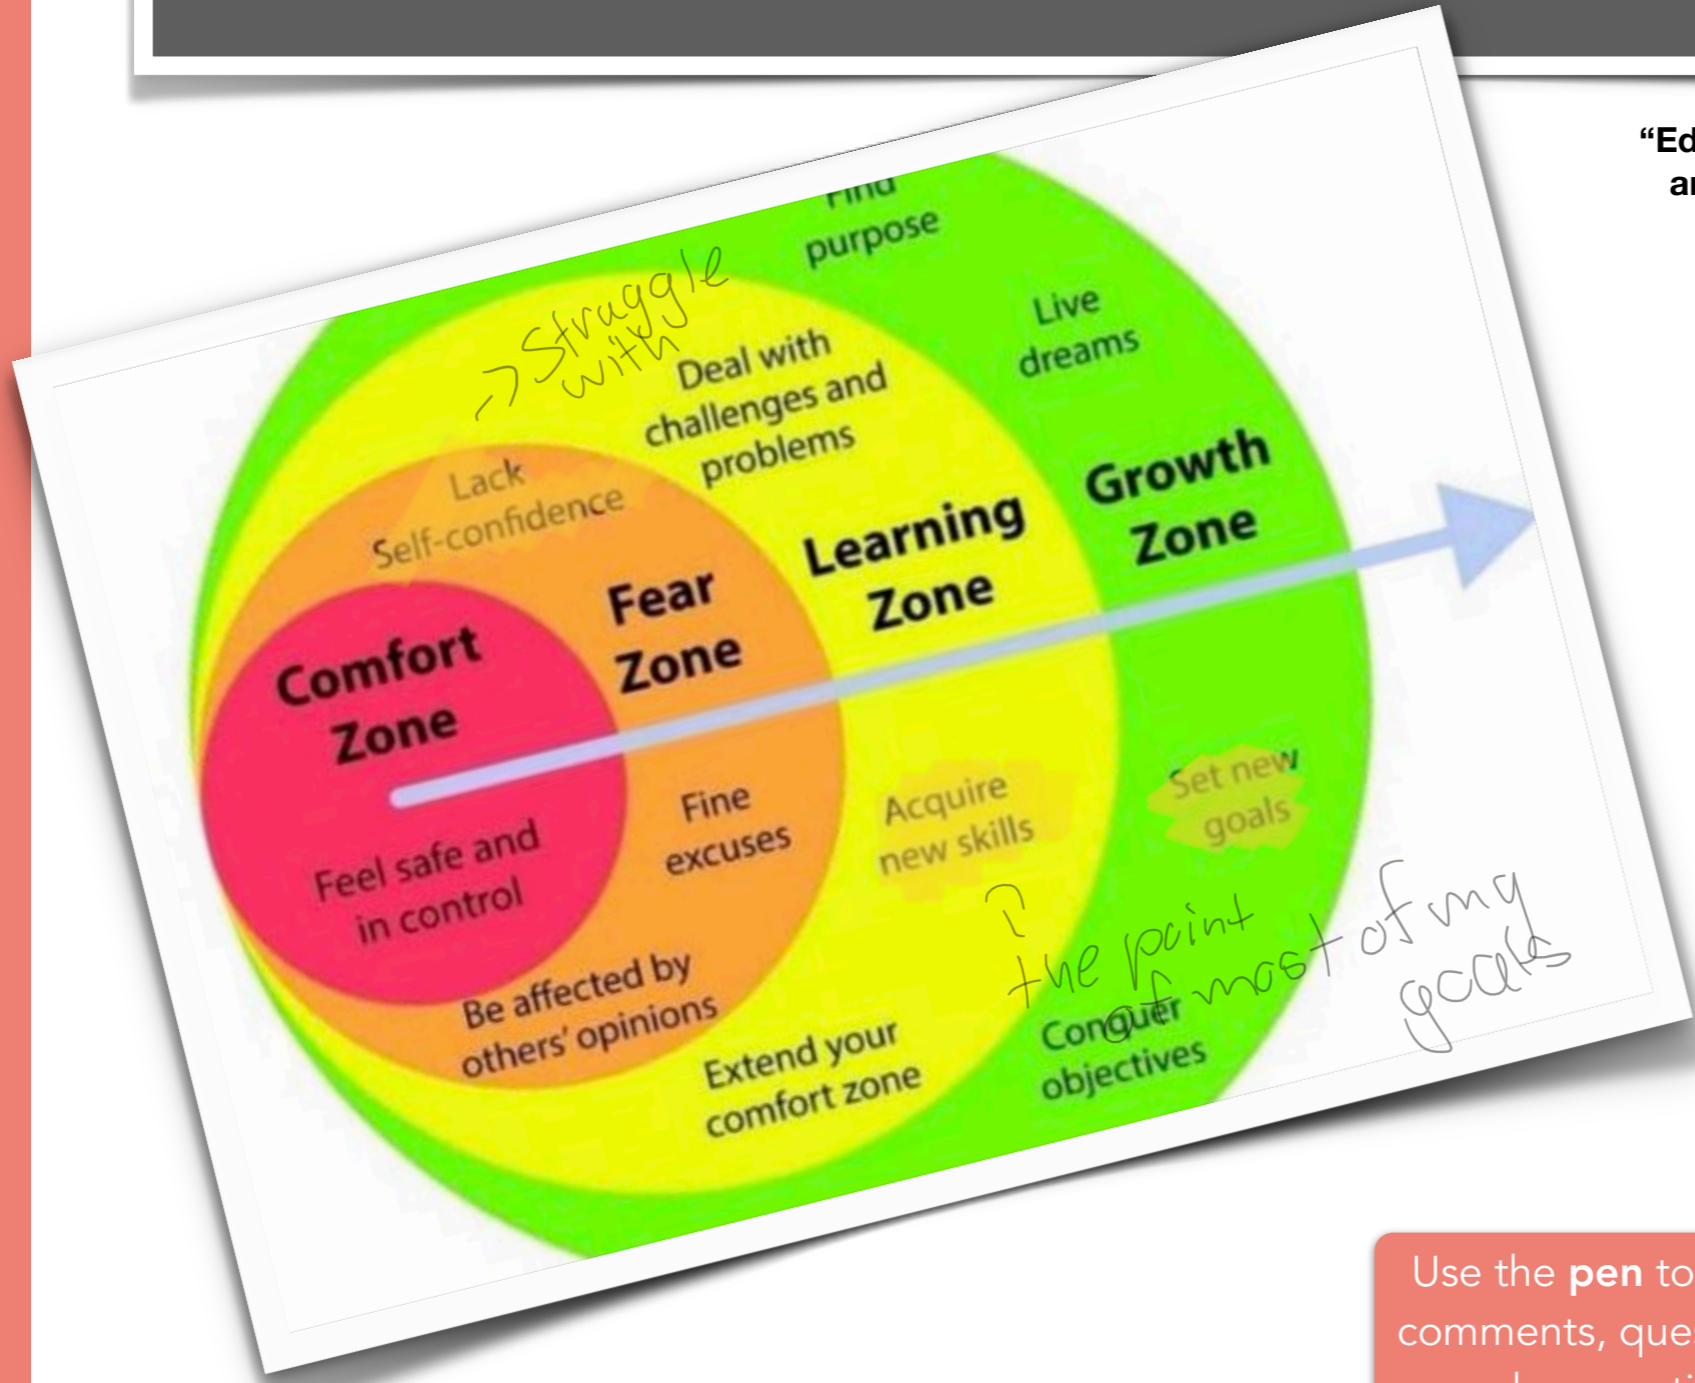 “Ed
Find
purpose
Live
dreams
-> Struggle
with
Deal with
challenges and
problems
Lack
Self-confidence
Growth
Zone
Learning
Zone
Fear
Zone
Comfort
Zone
Feel safe and
in control
Fine
excuses
Acquire
new skills
Set new
goals
Be affected by
others’ opinions
Extend your
comfort zone
the point
of most of my
goals
Conquer
objectives
Use the pen to
comments, ques